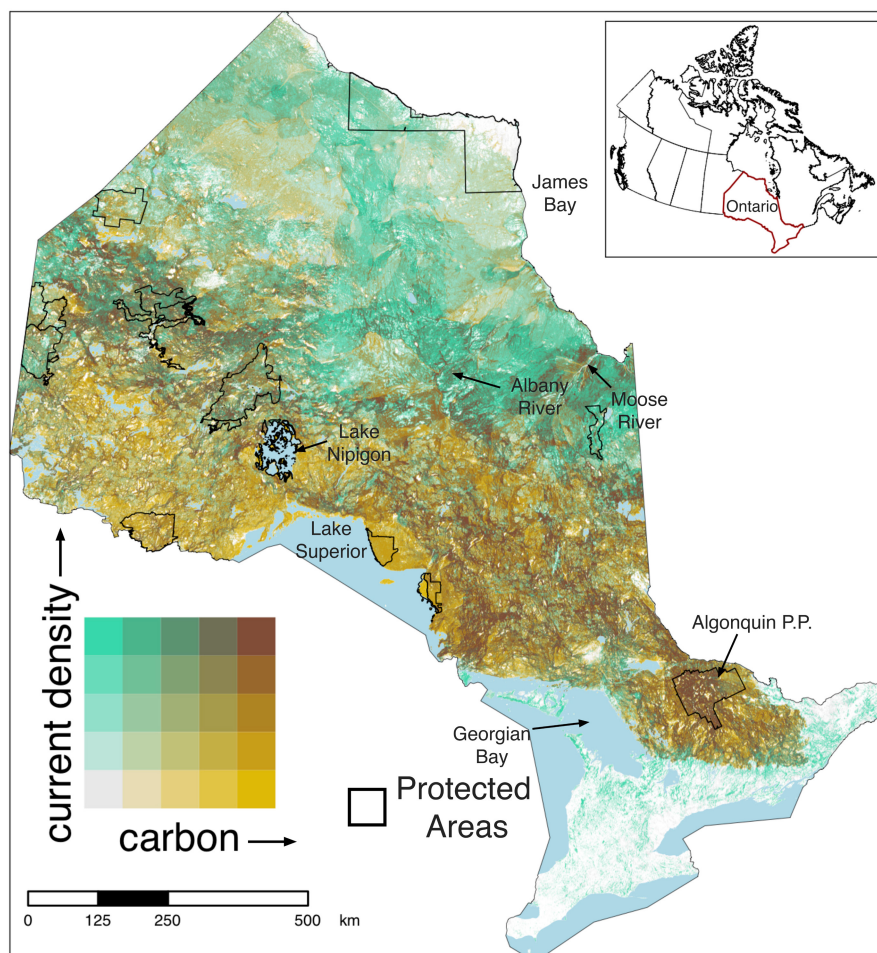 James
Bay
Ontario
Albany
River
Moose
River
Lake
Nipigon
Lake
Superior
Algonquin P.P.
Georgian
Bay
current density
carbon
Protected
Areas
0
125
250
500
km